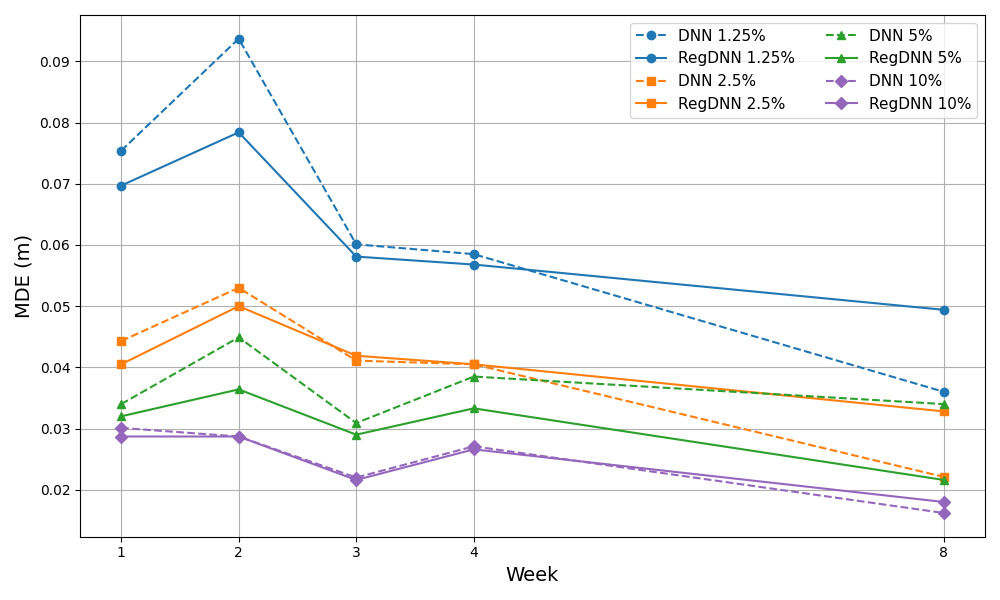 DNN 1.25%
RegDNN 1.25%
DNN 2.5%
RegDNN 2.5%
DNN 5%
RegDNN 5%
DNN 10%
RegDNN 10%
0.09
0.08
0.07
0.06
0.05
0.04
0.03
0.02
MDE (m)
1 2 3 4 8
Week